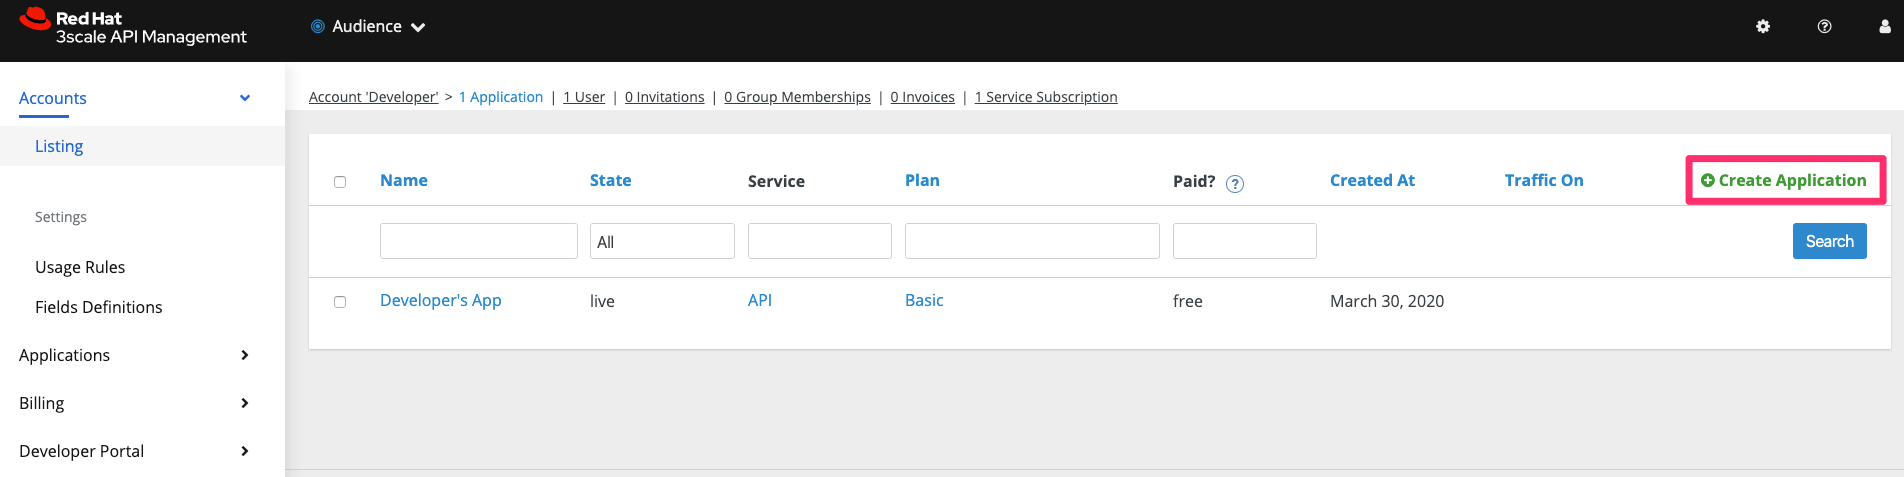 Red Hat
3scale API Management
Audience
Accounts
Listing
Settings
Usage Rules
Fields Definitions
Applications
Billing
Developer Portal
Account 'Developer' > 1 Application | 1 User | 0 Invitations | 0 Group Memberships | 0 Invoices | 1 Service Subscription
Name State Service Plan Paid? ? Created At Traffic On Create Application
All Search
Developer's App live API Basic free March 30, 2020